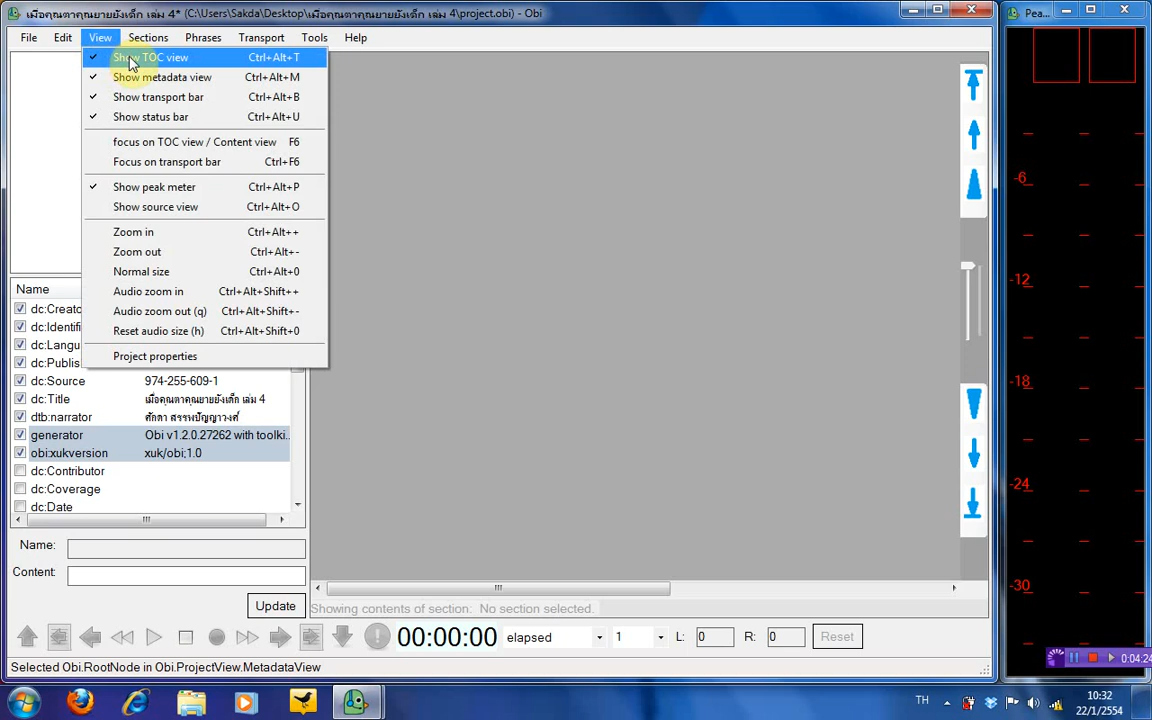 เมื่อคุณตาคุณยายยังเด็ก เล่ม 4* (C:\Users\Sakda\Desktop\เมื่อคุณตาคุณยายยังเด็ก เล่ม 4\project.obi) - Obi
Pea...
File Edit View Sections Phrases Transport Tools Help
Show TOC view Ctrl+Alt+T
Show metadata view Ctrl+Alt+M
Show transport bar Ctrl+Alt+B
Show status bar Ctrl+Alt+U
focus on TOC view / Content view F6
Focus on transport bar Ctrl+F6
Show peak meter Ctrl+Alt+P
Show source view Ctrl+Alt+O
Zoom in Ctrl+Alt++
Zoom out Ctrl+Alt+-
Normal size Ctrl+Alt+0
Audio zoom in Ctrl+Alt+Shift++
Audio zoom out (q) Ctrl+Alt+Shift+-
Reset audio size (h) Ctrl+Alt+Shift+0
Project properties
Name
dc:Creato
dc:Identifi
dc:Langu
dc:Publis
dc:Source 974-255-609-1
dc:Title เมื่อคุณตาคุณยายยังเด็ก เล่ม 4
dtb:narrator ศักดา สรรพปัญญาวงศ์
generator Obi v1.2.0.27262 with toolki...
obi:xukversion xuk/obi;1.0
dc:Contributor
dc:Coverage
dc:Date
Name:
Content:
Update
Showing contents of section: No section selected.
00:00:00 elapsed 1 L: 0 R: 0 Reset
Selected Obi.RootNode in Obi.ProjectView.MetadataView
-6
-12
-18
-24
-30
0:04:24
TH
10:32
22/1/2554